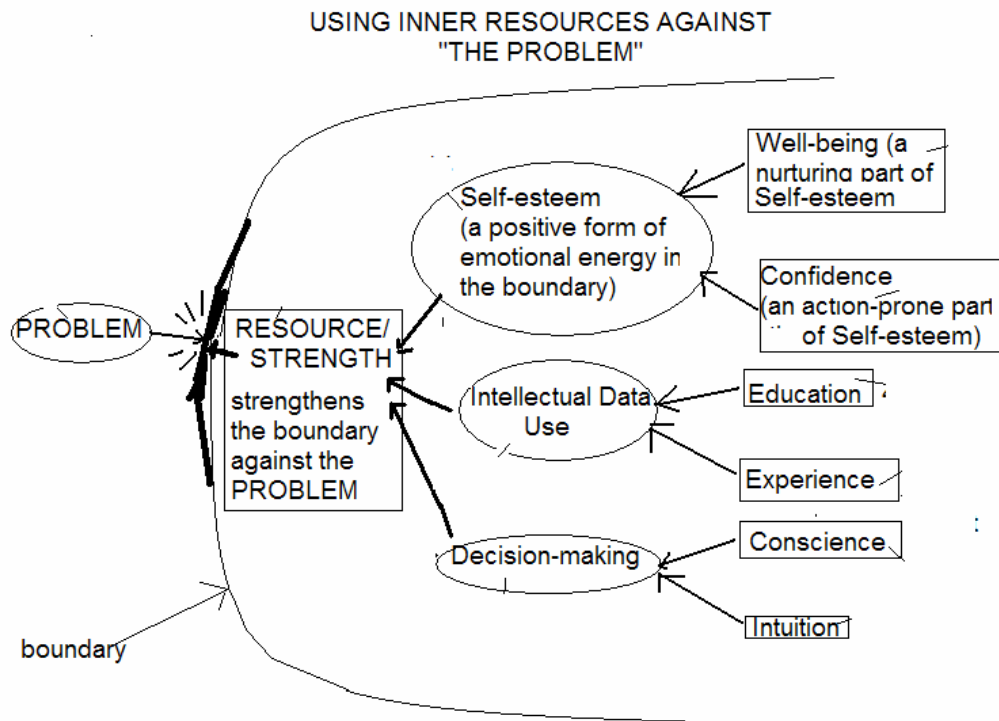 USING INNER RESOURCES AGAINST
"THE PROBLEM"
Well-being (a
nurturing part of
Self-esteem
Self-esteem
(a positive form of
emotional energy in
the boundary)
Confidence
(an action-prone part
of Self-esteem)
PROBLEM
RESOURCE/
STRENGTH
strengthens
the boundary
against the
PROBLEM
Intellectual Data
Use
Education
Experience
Decision-making
Conscience
Intuition
boundary